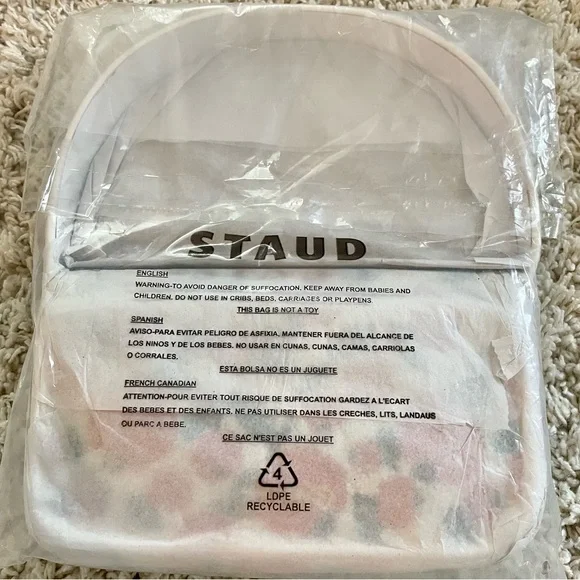 STAUD
ENGLISH
WARNING-TO AVOID DANGER OF SUFFOCATION, KEEP AWAY FROM BABIES AND
CHILDREN. DO NOT USE IN CRIBS, BEDS, CARRIAGES OR PLAYPENS.
THIS BAG IS NOT A TOY
SPANISH
AVISO-PARA EVITAR PELIGRO DE ASFIXIA, MANTENER FUERA DEL ALCANCE DE
LOS NINOS Y DE LOS BEBES. NO USAR EN CUNAS, CUNAS, CAMAS, CARRIOLAS
O CORRALES.
ESTA BOLSA NO ES UN JUGUETE
FRENCH CANADIAN
ATTENTION-POUR EVITER TOUT RISQUE DE SUFFOCATION GARDEZ A L'ECART
DES BEBES ET DES ENFANTS. NE PAS UTILISER DANS LES CRECHES, LITS, LANDAUS
OU PARC A BEBE.
CE SAC N'EST PAS UN JOUET
4
LDPE
RECYCLABLE